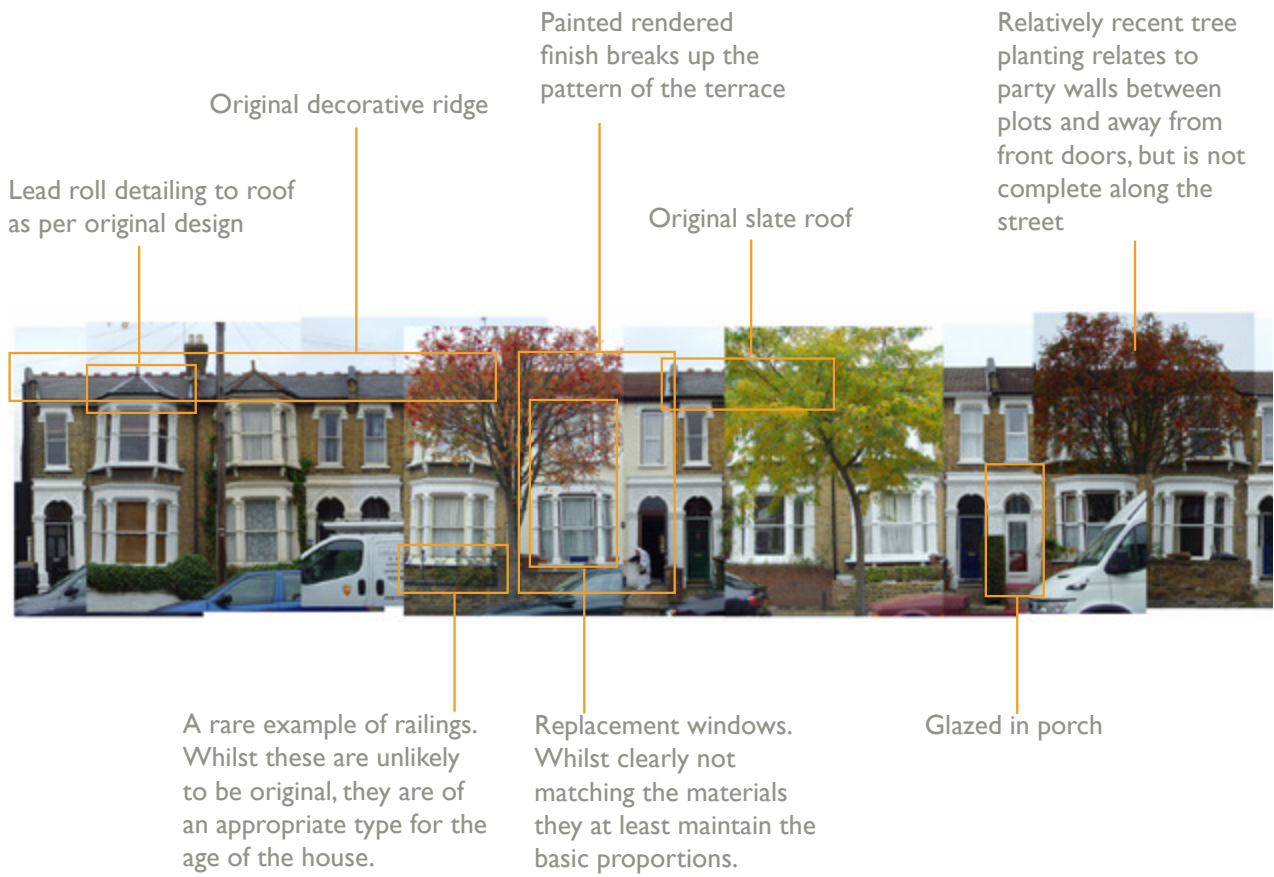 Painted rendered
finish breaks up the
pattern of the terrace
Relatively recent tree
planting relates to
party walls between
plots and away from
front doors, but is not
complete along the
street
Original decorative ridge
Lead roll detailing to roof
as per original design
Original slate roof
A rare example of railings.
Whilst these are unlikely
to be original, they are of
an appropriate type for the
age of the house.
Replacement windows.
Whilst clearly not
matching the materials
they at least maintain the
basic proportions.
Glazed in porch